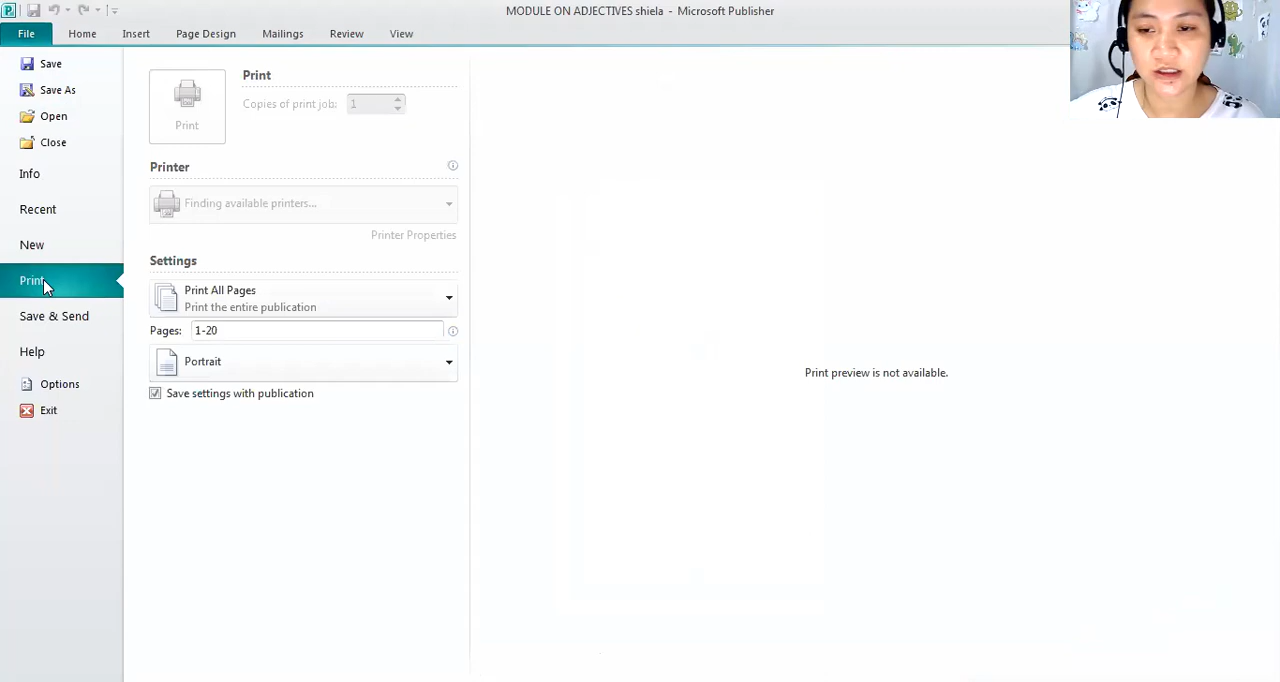 MODULE ON ADJECTIVES shiela - Microsoft Publisher
File Home Insert Page Design Mailings Review View
Save
Save As
Open
Close
Info
Recent
New
Print
Save & Send
Help
Options
Exit
Print
Print
Copies of print job: 1
Printer
Finding available printers...
Printer Properties
Settings
Print All Pages
Print the entire publication
Pages: 1-20
Portrait
Save settings with publication
Print preview is not available.